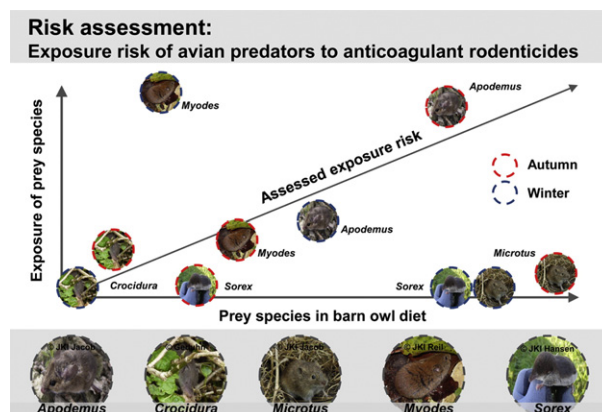 Risk assessment:
Exposure risk of avian predators to anticoagulant rodenticides
Exposure of prey species
Myodes
Apodemus
Assessed exposure risk
Autumn
Winter
Myodes
Apodemus
Microtus
Crocidura
Sorex
Sorex
Prey species in barn owl diet
© JKI Jacob
© JKI Jacob
© JKI Reil
© JKI Hansen
Apodemus
Crocidura
Microtus
Myodes
Sorex